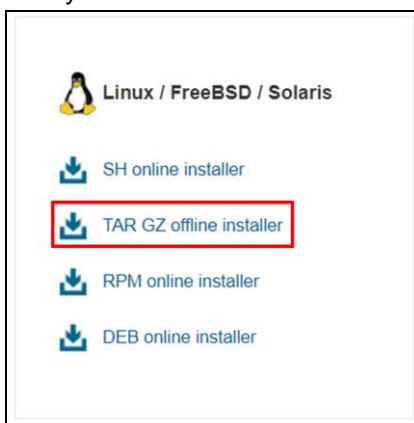 Linux / FreeBSD / Solaris
SH online installer
TAR GZ offline installer
RPM online installer
DEB online installer